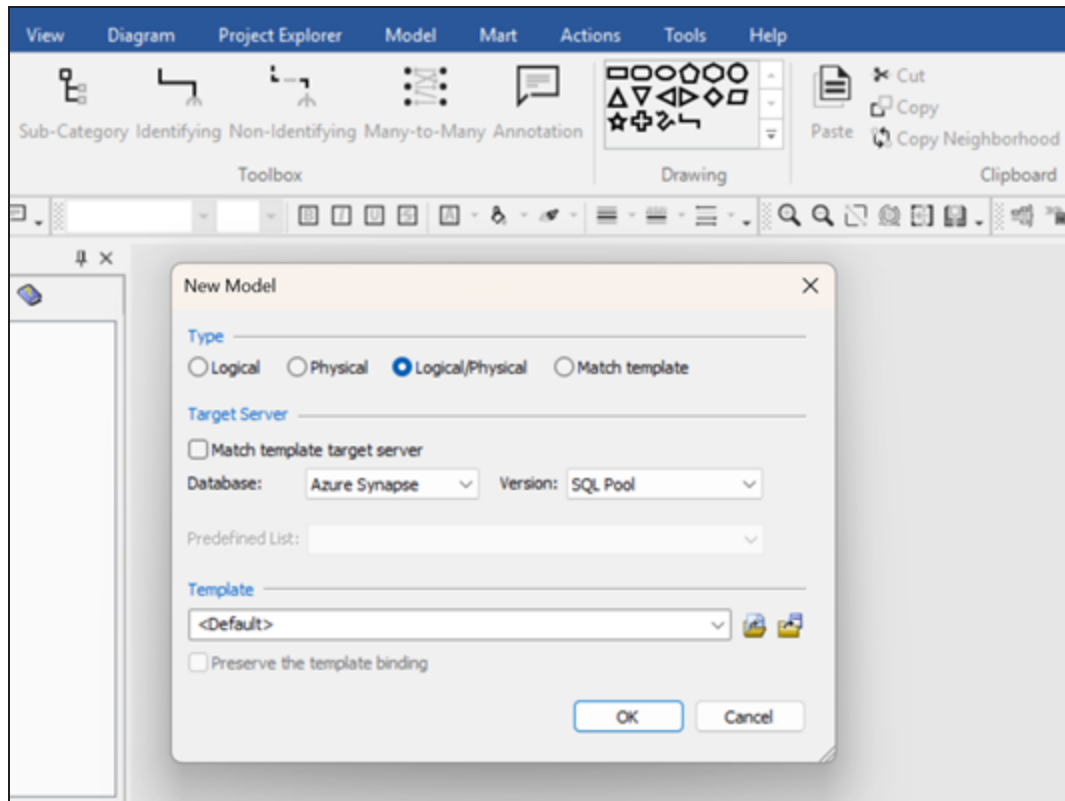 View Diagram Project Explorer Model Mart Actions Tools Help
Sub-Category Identifying Non-Identifying Many-to-Many Annotation
Paste
Cut
Copy
Copy Neighborhood
Toolbox Drawing Clipboard
B I U S A
New Model
Type
Logical Physical Logical/Physical Match template
Target Server
Match template target server
Database: Azure Synapse Version: SQL Pool
Predefined List:
Template
<Default>
Preserve the template binding
OK Cancel